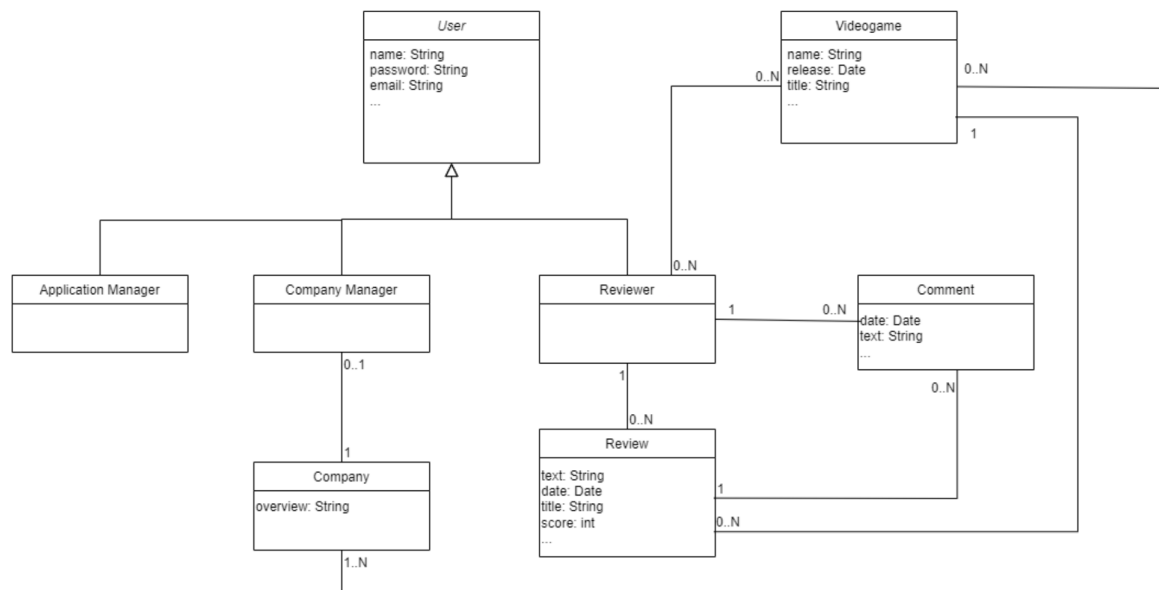 User
name: String
password: String
email: String
...
Videogame
name: String
release: Date
title: String
...
0..N
0..N
1
0..N
Application Manager
Company Manager
Reviewer
Comment
date: Date
text: String
...
1
0..N
0..1
1
0..N
0..N
1
Company
overview: String
1..N
Review
text: String
date: Date
title: String
score: int
...
1
0..N